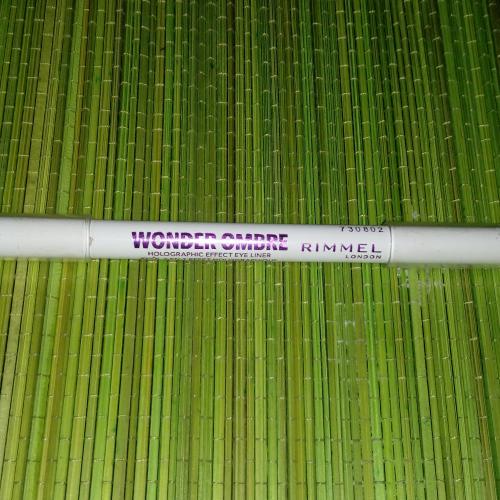 WONDER OMBRE
HOLOGRAPHIC EFFECT EYE LINER
730802
RIMMEL
LONDON